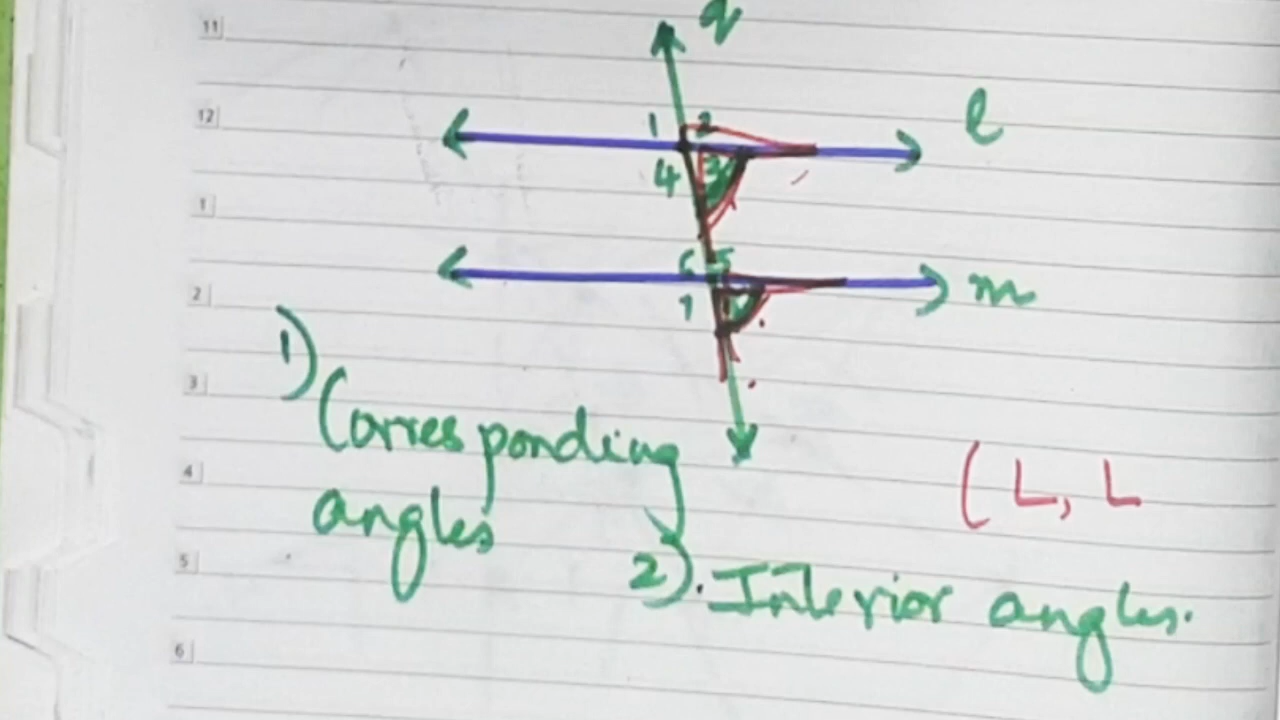 11
q
12
1 2
l
4 3
1
6 5
m
2
7
1)
3
Corresponding
angles
4
( L, L
2). Interior angles.
5
6